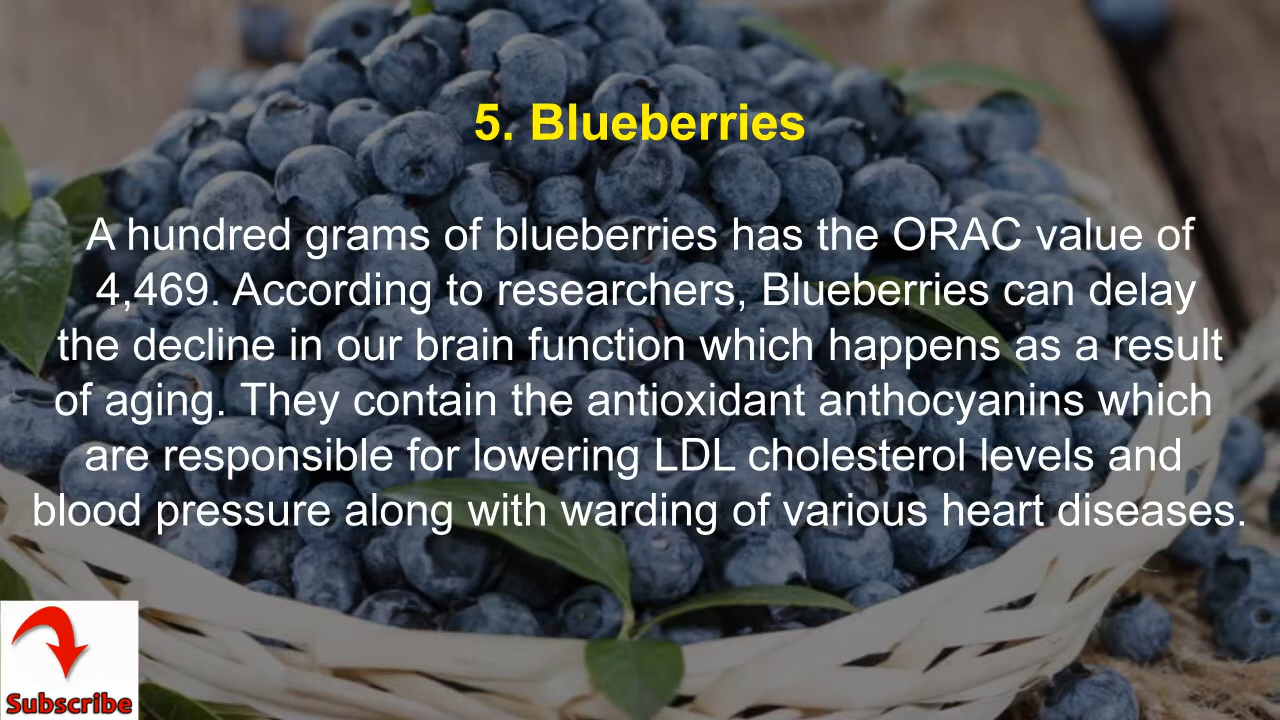 5. Blueberries
A hundred grams of blueberries has the ORAC value of
4,469. According to researchers, Blueberries can delay
the decline in our brain function which happens as a result
of aging. They contain the antioxidant anthocyanins which
are responsible for lowering LDL cholesterol levels and
blood pressure along with warding of various heart diseases.
Subscribe